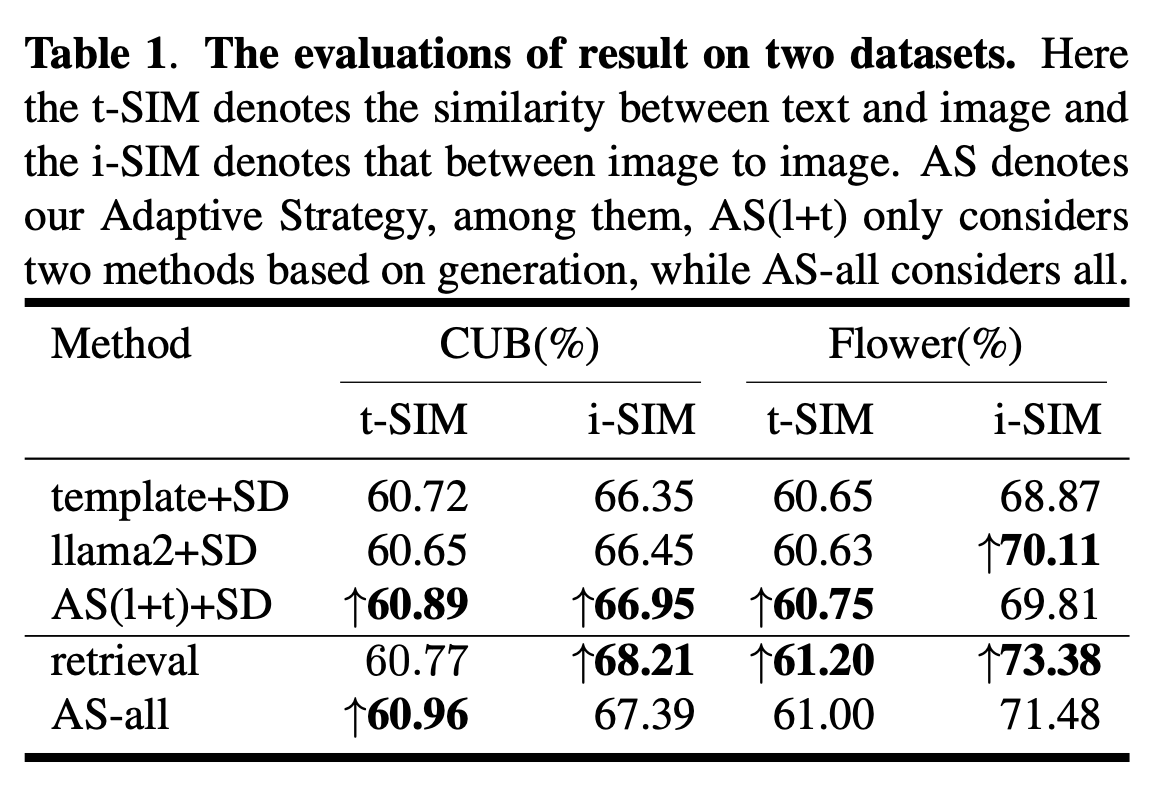 Table 1. The evaluations of result on two datasets. Here
the t-SIM denotes the similarity between text and image and
the i-SIM denotes that between image to image. AS denotes
our Adaptive Strategy, among them, AS(l+t) only considers
two methods based on generation, while AS-all considers all.
Method CUB(%) Flower(%)
t-SIM i-SIM t-SIM i-SIM
template+SD 60.72 66.35 60.65 68.87
llama2+SD 60.65 66.45 60.63 ↑70.11
AS(l+t)+SD ↑60.89 ↑66.95 ↑60.75 69.81
retrieval 60.77 ↑68.21 ↑61.20 ↑73.38
AS-all ↑60.96 67.39 61.00 71.48